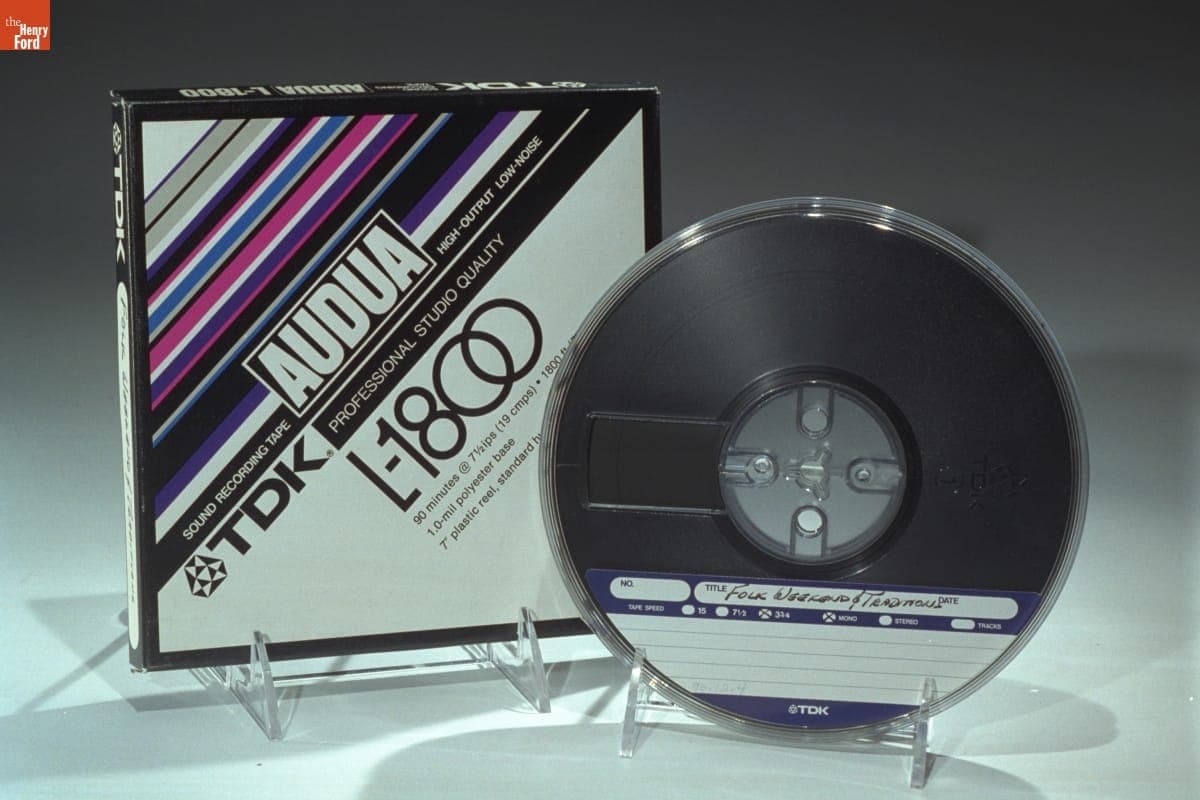 the
Henry
Ford
TDK AUDUA L-1800
TDK
AUDUA
HIGH-OUTPUT LOW-NOISE
PROFESSIONAL STUDIO QUALITY
SOUND RECORDING TAPE
TDK®
L-1800
90 minutes @ 7½ips (19 cmps) • 1800 ft
1.0-mil polyester base
7" plastic reel, standard
TDK
NO. TITLE FOLK WEEKEND & TRADITIONS DATE
TAPE SPEED 15 7½ 3¾ MONO STEREO TRACKS
TDK